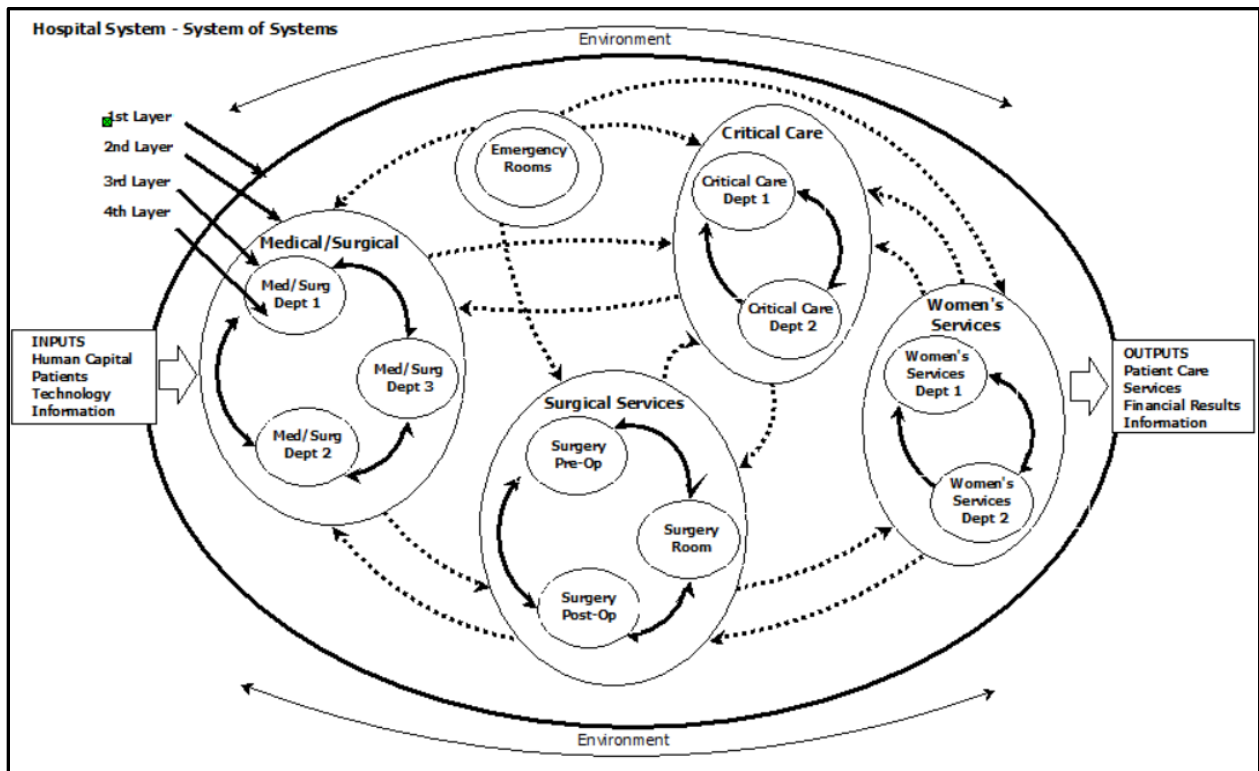 Hospital System - System of Systems
Environment
1st Layer
2nd Layer
3rd Layer
4th Layer
Emergency
Rooms
Critical Care
Critical Care
Dept 1
Critical Care
Dept 2
Medical/Surgical
Med/Surg
Dept 1
Med/Surg
Dept 3
Med/Surg
Dept 2
INPUTS
Human Capital
Patients
Technology
Information
Surgical Services
Surgery
Pre-Op
Surgery
Room
Surgery
Post-Op
Women's
Services
Women's
Services
Dept 1
Women's
Services
Dept 2
OUTPUTS
Patient Care
Services
Financial Results
Information
Environment